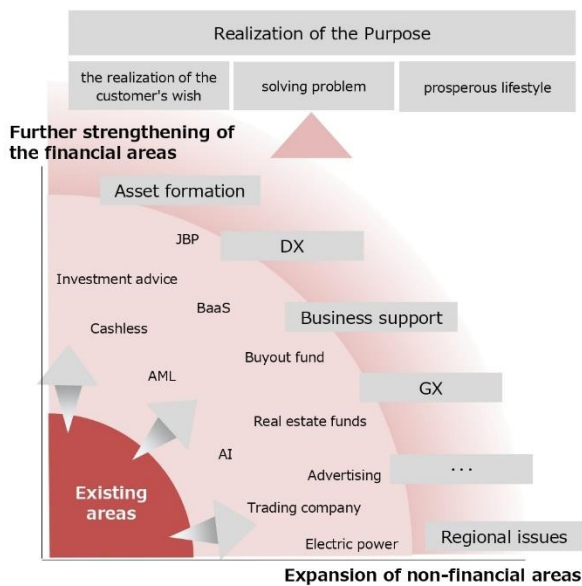 Realization of the Purpose
the realization of the
customer's wish
solving problem
prosperous lifestyle
Further strengthening of
the financial areas
Asset formation
JBP
DX
Investment advice
BaaS
Business support
Cashless
Buyout fund
AML
GX
Real estate funds
AI
Advertising
...
Existing
areas
Trading company
Electric power
Regional issues
Expansion of non-financial areas